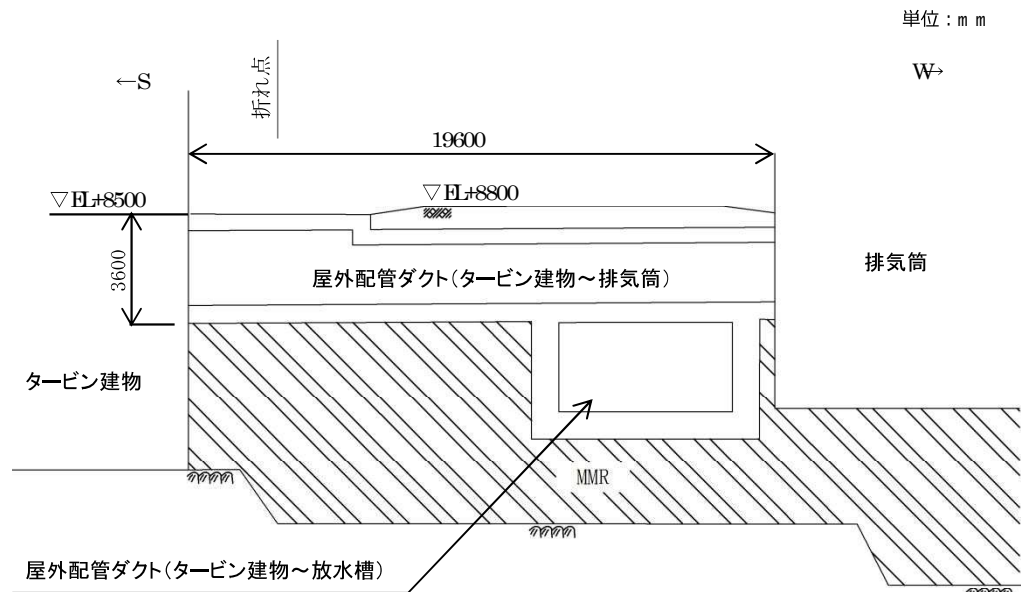 単位：ｍｍ
←S
折れ点
W→
19600
▽EL+8500
▽EL+8800
3600
屋外配管ダクト（タービン建物～排気筒）
排気筒
タービン建物
MMR
屋外配管ダクト（タービン建物～放水槽）